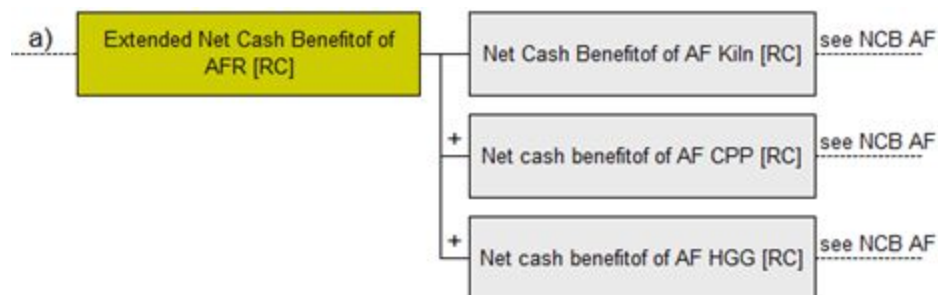 a)
Extended Net Cash Benefitof of
AFR [RC]
Net Cash Benefitof of AF Kiln [RC]
see NCB AF
+
Net cash benefitof of AF CPP [RC]
see NCB AF
+
Net cash benefitof of AF HGG [RC]
see NCB AF